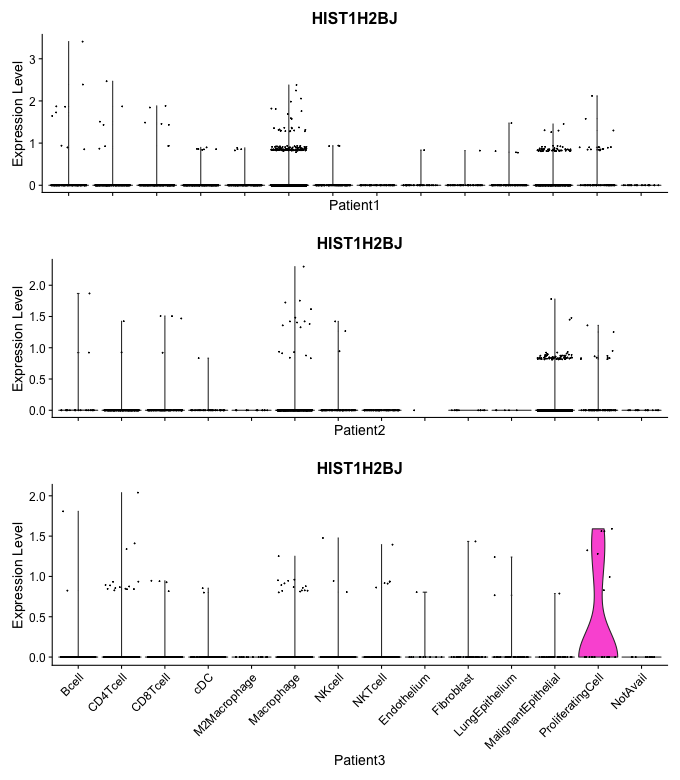 HIST1H2BJ
Expression Level
3
2
1
0
Patient1
HIST1H2BJ
Expression Level
2.0
1.5
1.0
0.5
0.0
Patient2
HIST1H2BJ
Expression Level
2.0
1.5
1.0
0.5
0.0
Bcell
CD4Tcell
CD8Tcell
cDC
M2Macrophage
Macrophage
NKcell
NKTcell
Endothelium
Fibroblast
LungEpithelium
MalignantEpithelial
ProliferatingCell
NotAvail
Patient3